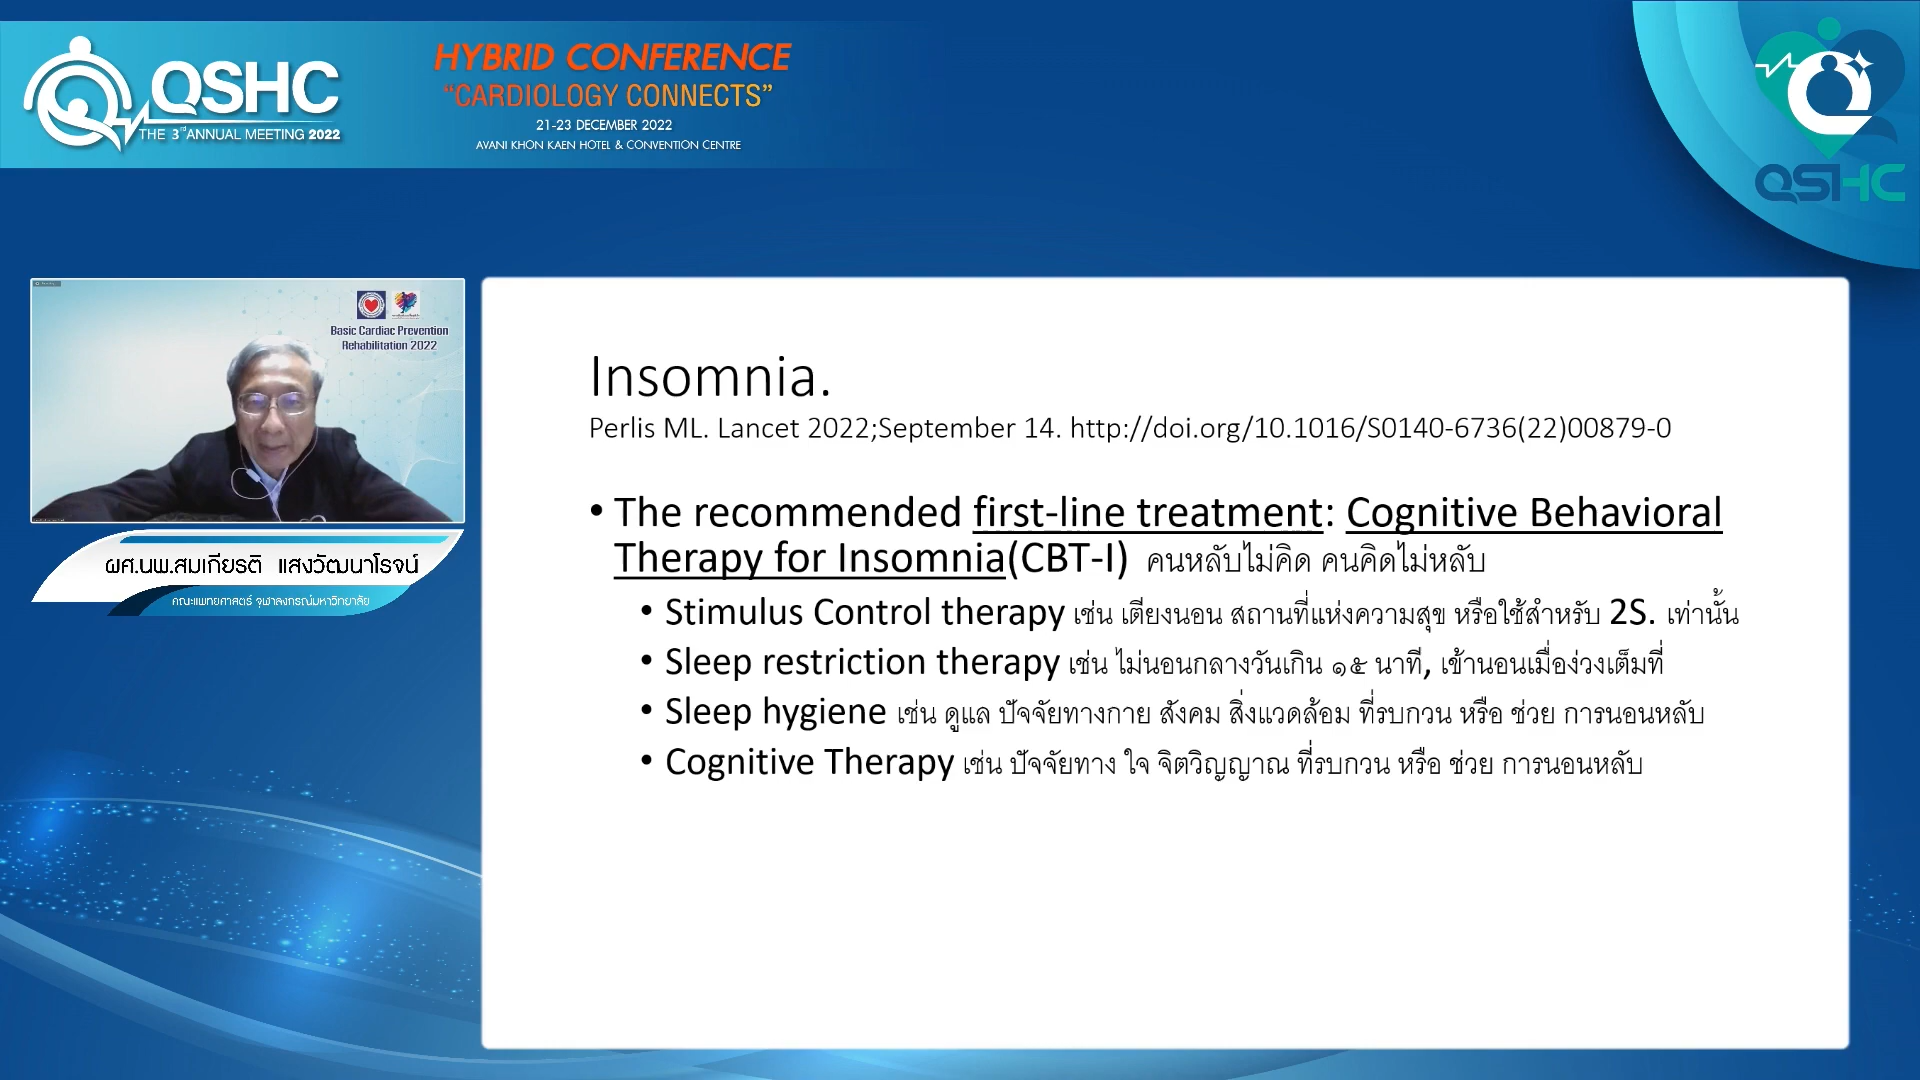 QSHC
THE 3rd ANNUAL MEETING 2022
HYBRID CONFERENCE
“CARDIOLOGY CONNECTS”
21-23 DECEMBER 2022
AVANI KHON KAEN HOTEL & CONVENTION CENTRE
QSHC
Basic Cardiac Prevention
Rehabilitation 2022
ผศ.นพ.สมเกียรติ แสงวัฒนาโรจน์
คณะแพทยศาสตร์ จุฬาลงกรณ์มหาวิทยาลัย
Insomnia.
Perlis ML. Lancet 2022;September 14. http://doi.org/10.1016/S0140-6736(22)00879-0
• The recommended first-line treatment: Cognitive Behavioral
Therapy for Insomnia(CBT-I) คนหลับไม่คิด คนคิดไม่หลับ
• Stimulus Control therapy เช่น เตียงนอน สถานที่แห่งความสุข หรือใช้สำหรับ 2S. เท่านั้น
• Sleep restriction therapy เช่น ไม่นอนกลางวันเกิน ๑๕ นาที, เข้านอนเมื่อง่วงเต็มที่
• Sleep hygiene เช่น ดูแล ปัจจัยทางกาย สังคม สิ่งแวดล้อม ที่รบกวน หรือ ช่วย การนอนหลับ
• Cognitive Therapy เช่น ปัจจัยทาง ใจ จิตวิญญาณ ที่รบกวน หรือ ช่วย การนอนหลับ